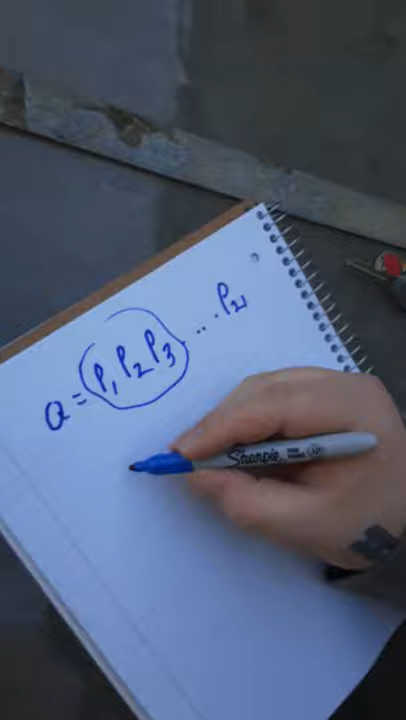 Q = P₁ P₂ P₃ . . . . P₂₁
Sharpie